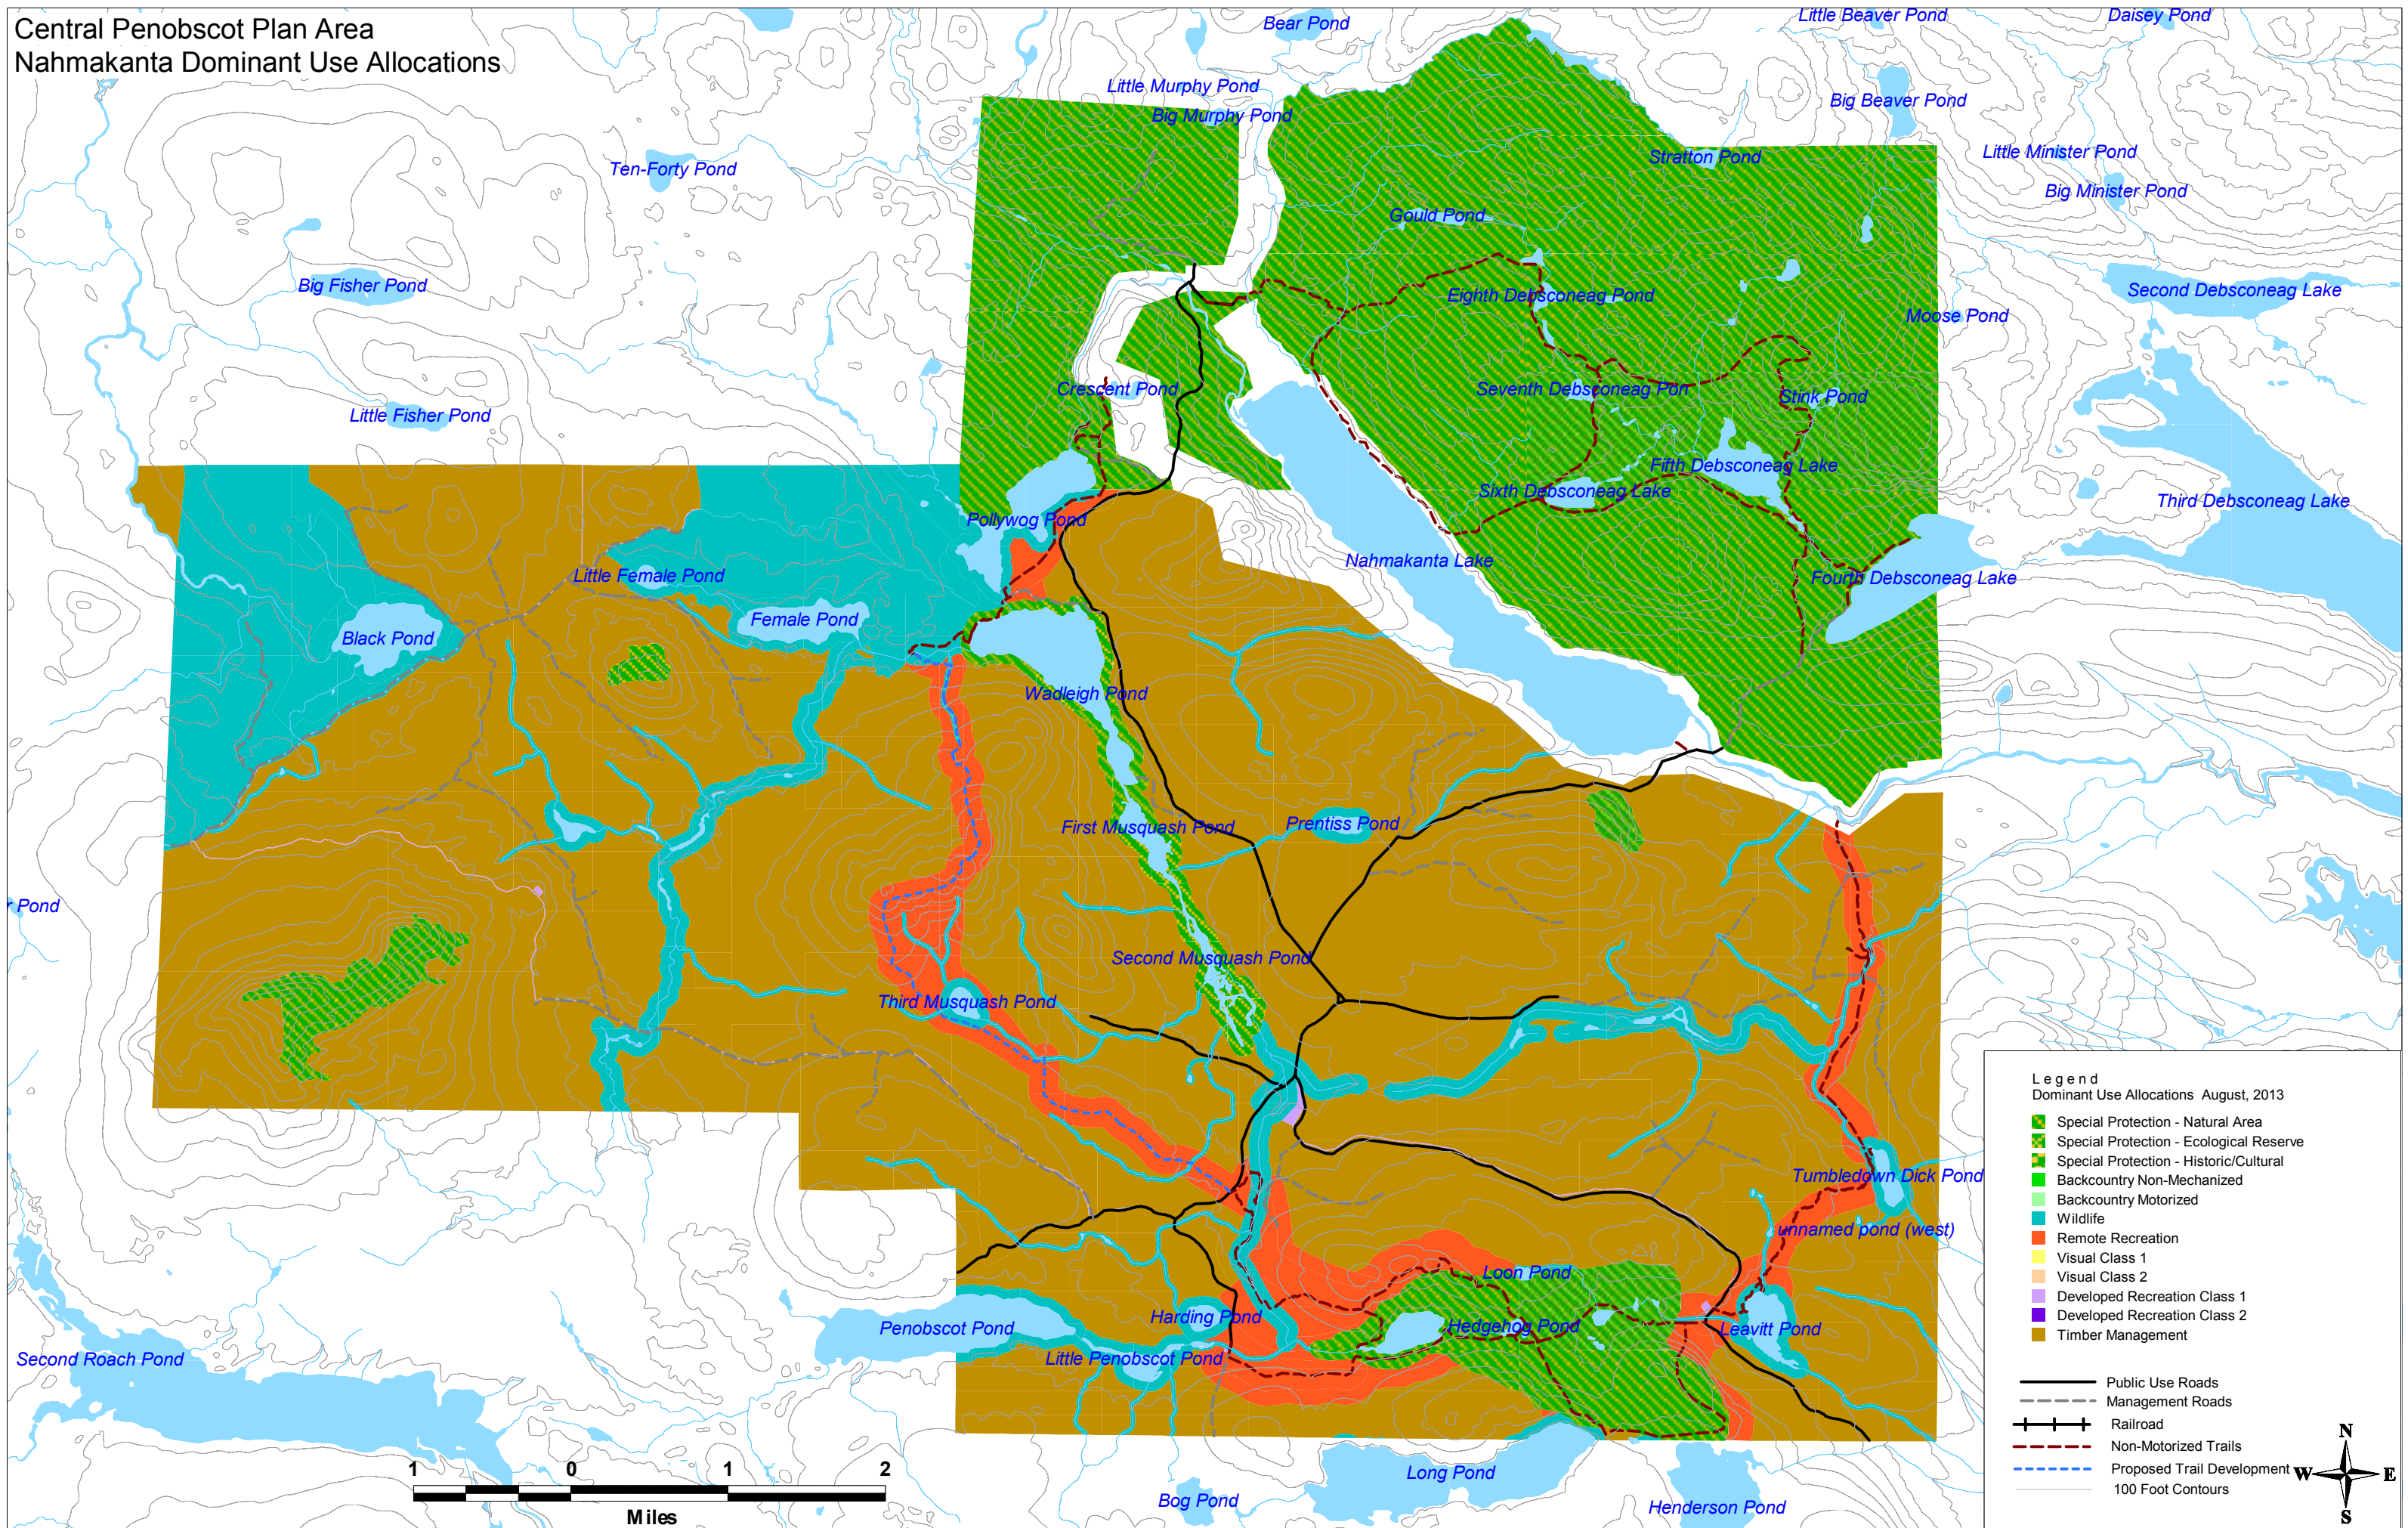 Central Penobscot Plan Area
Nahmakanta Dominant Use Allocations
Bear Pond
Little Beaver Pond
Daisey Pond
Little Murphy Pond
Big Murphy Pond
Big Beaver Pond
Ten-Forty Pond
Stratton Pond
Little Minister Pond
Big Minister Pond
Gould Pond
Big Fisher Pond
Eighth Debsconeag Pond
Second Debsconeag Lake
Moose Pond
Little Fisher Pond
Crescent Pond
Seventh Debsconeag Pon
Stink Pond
Fifth Debsconeag Lake
Sixth Debsconeag Lake
Third Debsconeag Lake
Pollywog Pond
Nahmakanta Lake
Little Female Pond
Fourth Debsconeag Lake
Black Pond
Female Pond
Wadleigh Pond
First Musquash Pond
Prentiss Pond
r Pond
Second Musquash Pond
Third Musquash Pond
Tumbledown Dick Pond
unnamed pond (west)
Loon Pond
Harding Pond
Hedgehog Pond
Leavitt Pond
Penobscot Pond
Little Penobscot Pond
Second Roach Pond
Long Pond
Bog Pond
Henderson Pond
Legend
Dominant Use Allocations August, 2013
Special Protection - Natural Area
Special Protection - Ecological Reserve
Special Protection - Historic/Cultural
Backcountry Non-Mechanized
Backcountry Motorized
Wildlife
Remote Recreation
Visual Class 1
Visual Class 2
Developed Recreation Class 1
Developed Recreation Class 2
Timber Management
Public Use Roads
Management Roads
Railroad
Non-Motorized Trails
Proposed Trail Development
100 Foot Contours
N
W E
S
1 0 1 2
Miles